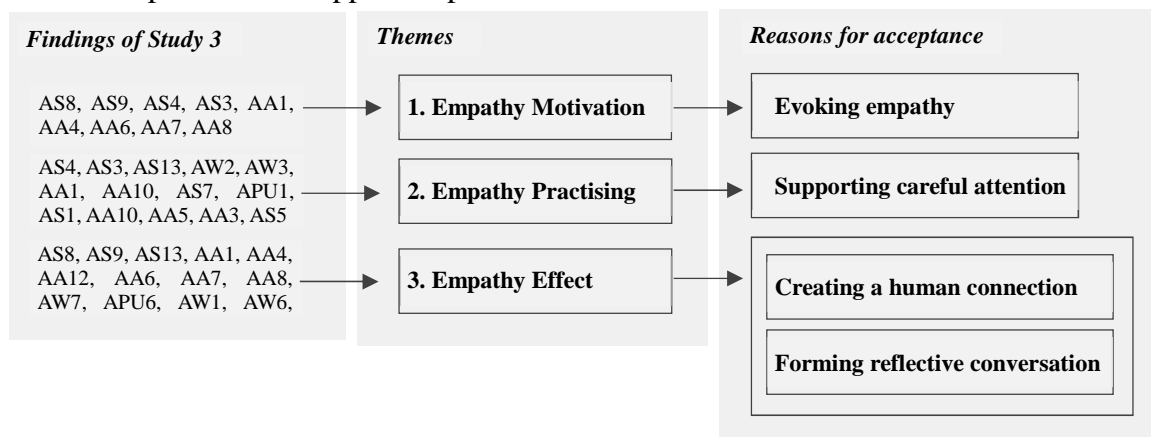 Findings of Study 3
AS8, AS9, AS4, AS3, AA1,
AA4, AA6, AA7, AA8
AS4, AS3, AS13, AW2, AW3,
AA1, AA10, AS7, APU1,
AS1, AA10, AA5, AA3, AS5
AS8, AS9, AS13, AA1, AA4,
AA12, AA6, AA7, AA8,
AW7, APU6, AW1, AW6,
Themes
1. Empathy Motivation
2. Empathy Practising
3. Empathy Effect
Reasons for acceptance
Evoking empathy
Supporting careful attention
Creating a human connection
Forming reflective conversation